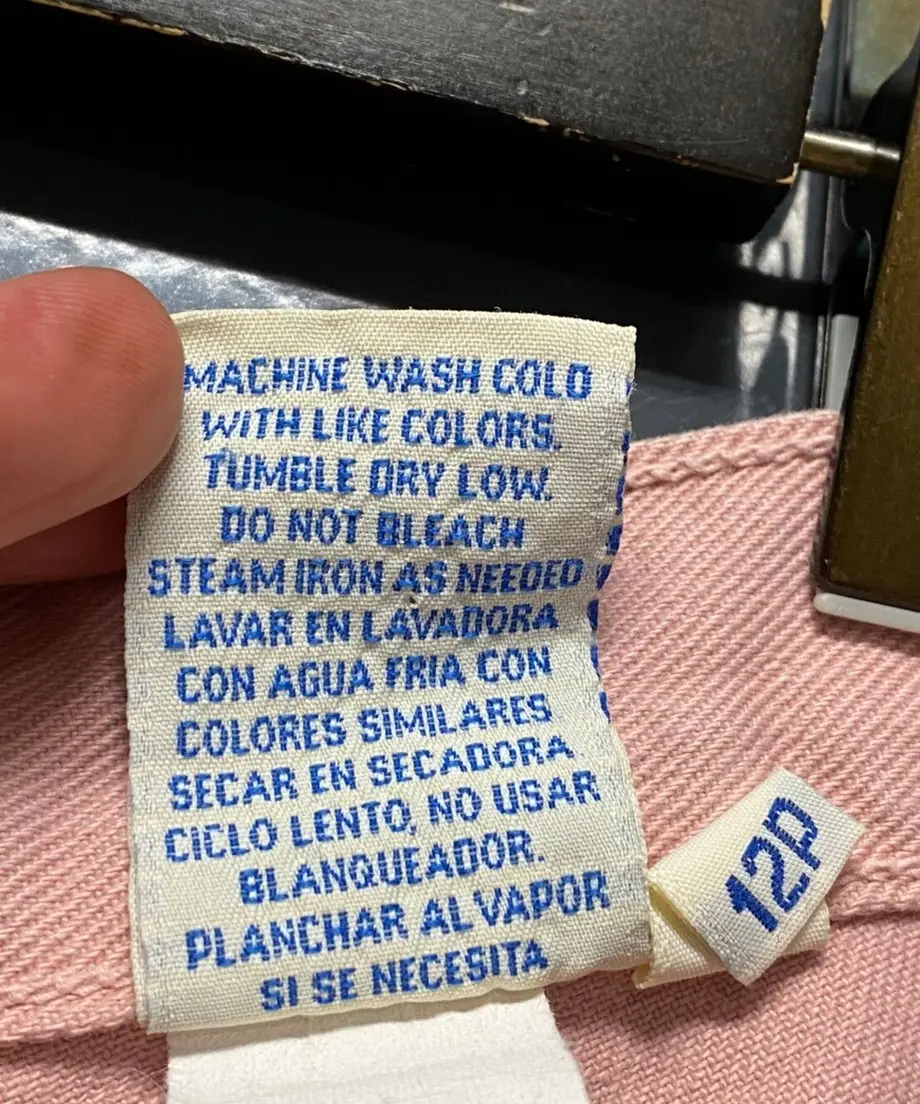 MACHINE WASH COLD
WITH LIKE COLORS.
TUMBLE DRY LOW.
DO NOT BLEACH
STEAM IRON AS NEEDED
LAVAR EN LAVADORA
CON AGUA FRIA CON
COLORES SIMILARES
SECAR EN SECADORA
CICLO LENTO, NO USAR
BLANQUEADOR.
PLANCHAR AL VAPOR
SI SE NECESITA
12P